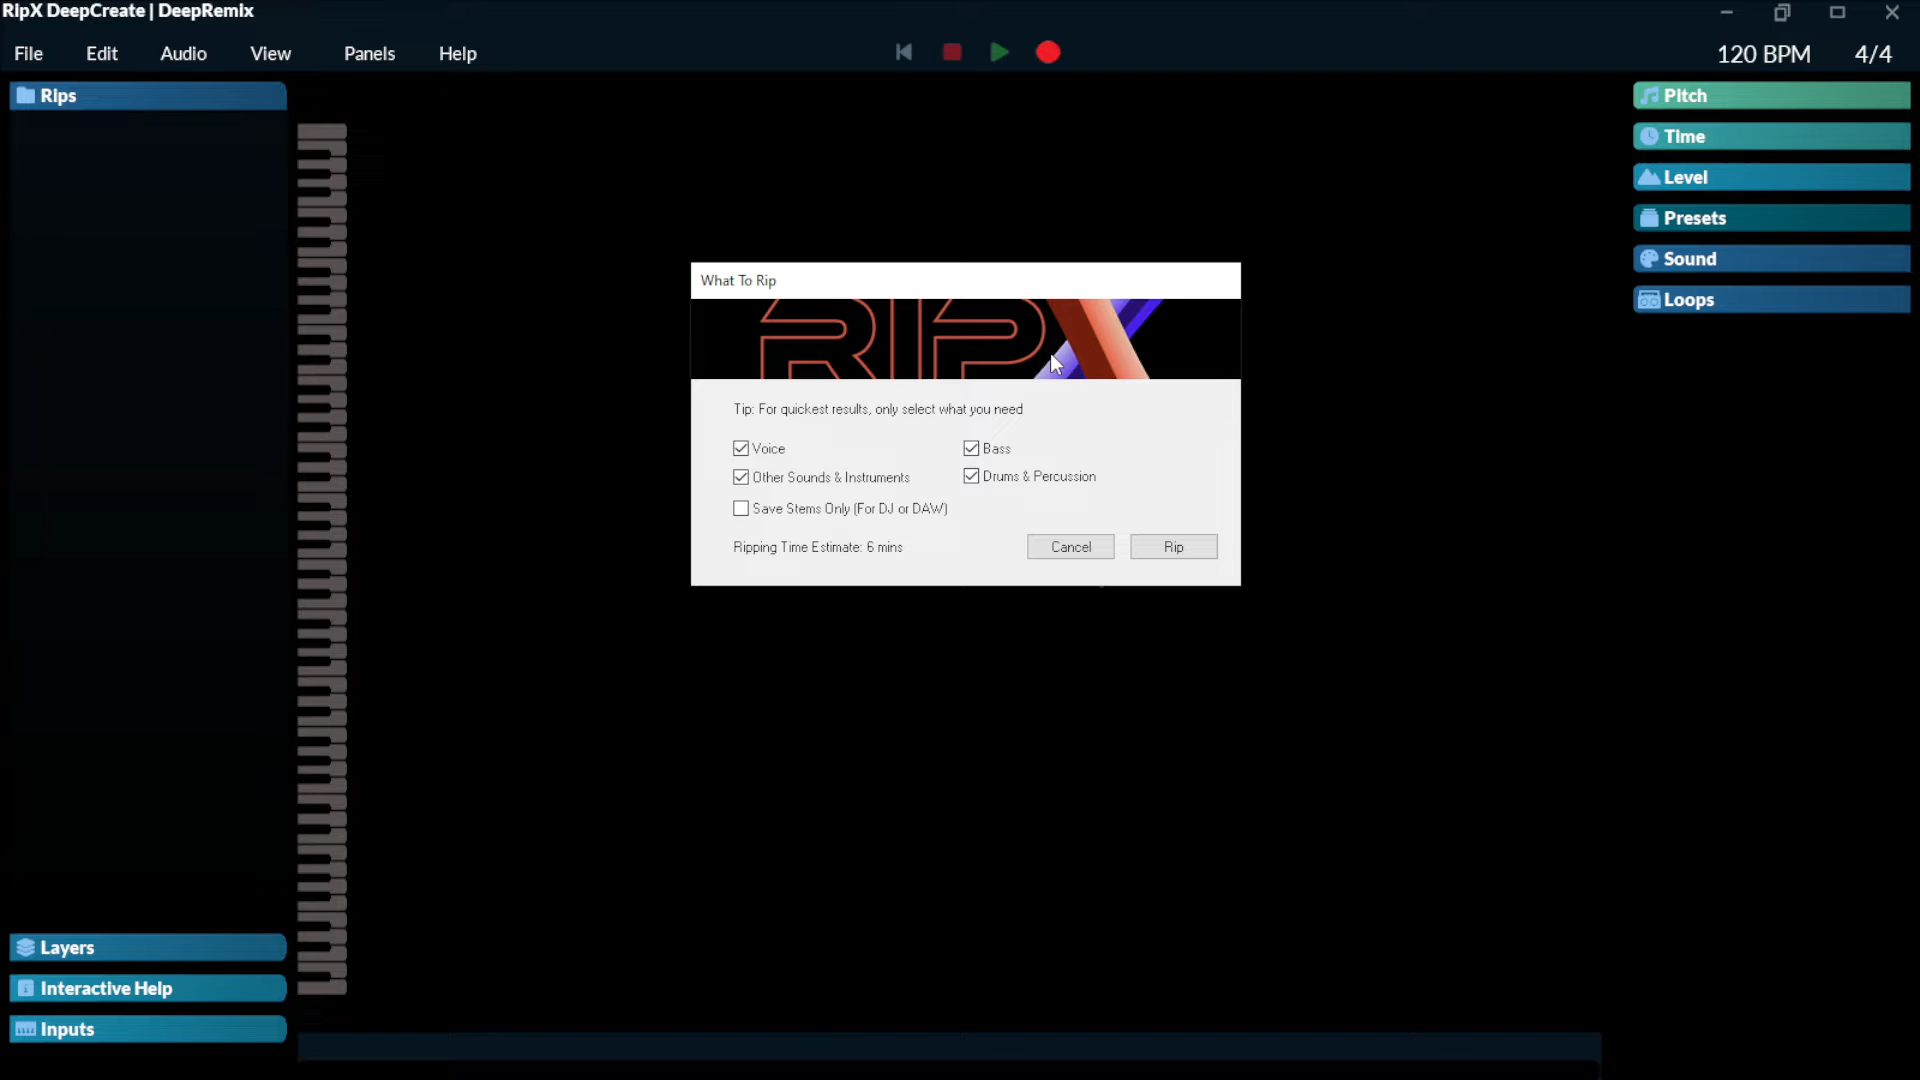 RipX DeepCreate | DeepRemix
File Edit Audio View Panels Help
120 BPM 4/4
Rips
Pitch
Time
Level
Presets
Sound
Loops
What To Rip
RIPX
Tip: For quickest results, only select what you need
Voice Bass
Other Sounds & Instruments Drums & Percussion
Save Stems Only (For DJ or DAW)
Ripping Time Estimate: 6 mins Cancel Rip
Layers
Interactive Help
Inputs